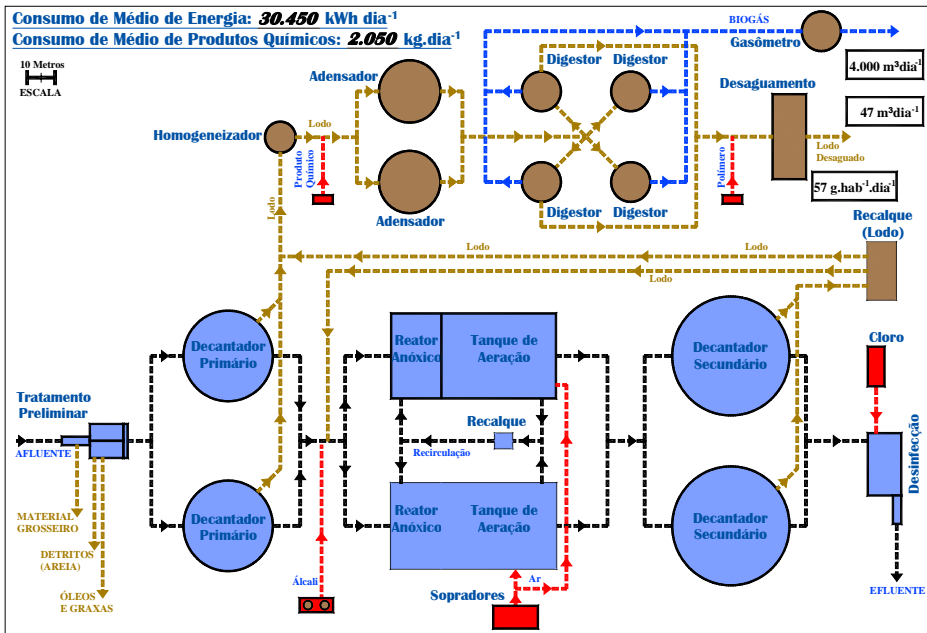 Consumo de Médio de Energia: 30.450 kWh dia-1
Consumo de Médio de Produtos Químicos: 2.050 kg.dia-1
10 Metros
ESCALA
BIOGÁS
Gasômetro
4.000 m³dia-1
47 m³dia-1
57 g.hab-1.dia-1
Adensador
Adensador
Digestor
Digestor
Digestor
Digestor
Desaguamento
Homogeneizador
Lodo
Produto
Químico
Polímero
Lodo
Desaguado
Lodo
Recalque
(Lodo)
Lodo
Lodo
Lodo
Decantador
Primário
Reator
Anóxico
Tanque de
Aeração
Decantador
Secundário
Cloro
Tratamento
Preliminar
AFLUENTE
Recalque
Recirculação
Desinfecção
Decantador
Primário
Reator
Anóxico
Tanque de
Aeração
Decantador
Secundário
MATERIAL
GROSSEIRO
DETRITOS
(AREIA)
ÓLEOS
E GRAXAS
Álcali
Ar
Sopradores
EFLUENTE